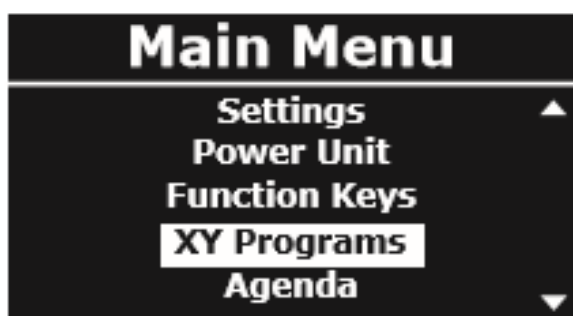 Main Menu
Settings
Power Unit
Function Keys
XY Programs
Agenda